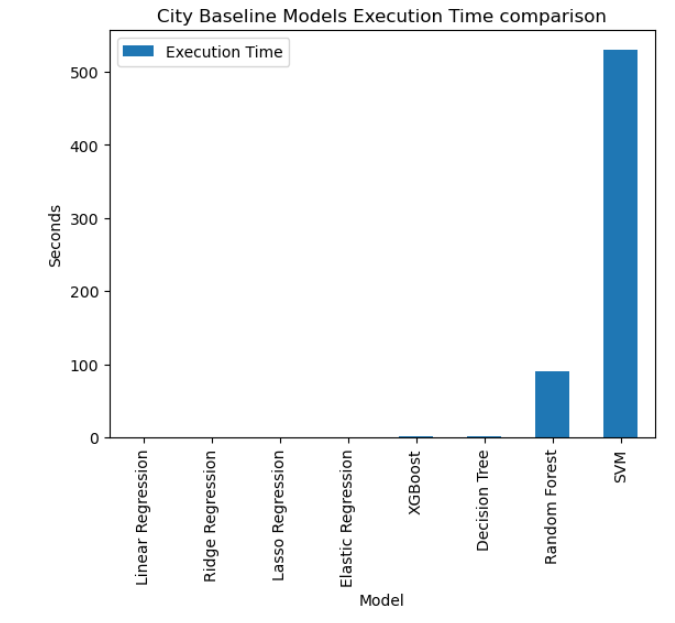 City Baseline Models Execution Time comparison
Execution Time
500
400
300
200
100
0
Seconds
Linear Regression
Ridge Regression
Lasso Regression
Elastic Regression
XGBoost
Decision Tree
Random Forest
SVM
Model